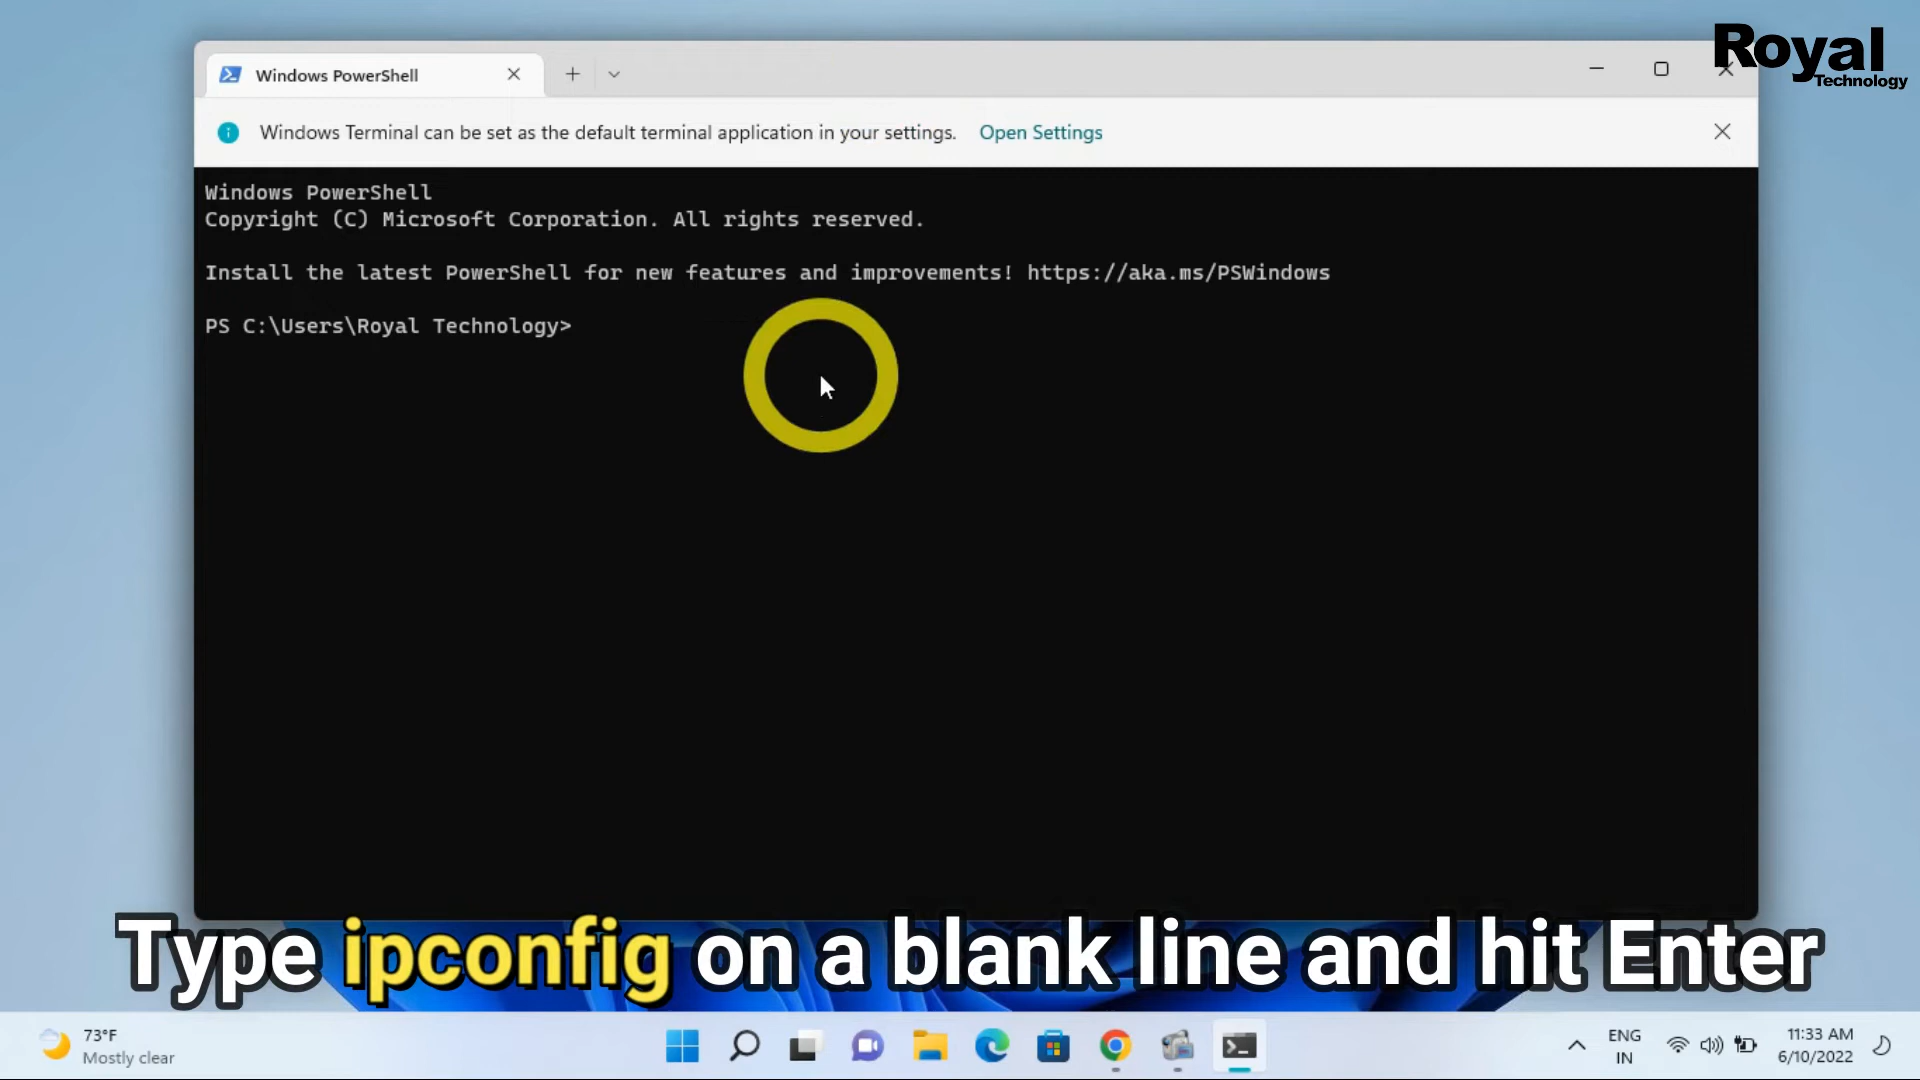 Royal
Technology
Windows PowerShell
Windows Terminal can be set as the default terminal application in your settings. Open Settings
Windows PowerShell
Copyright (C) Microsoft Corporation. All rights reserved.
Install the latest PowerShell for new features and improvements! https://aka.ms/PSWindows
PS C:\Users\Royal Technology>
Type ipconfig on a blank line and hit Enter
73°F
Mostly clear
ENG
IN
11:33 AM
6/10/2022